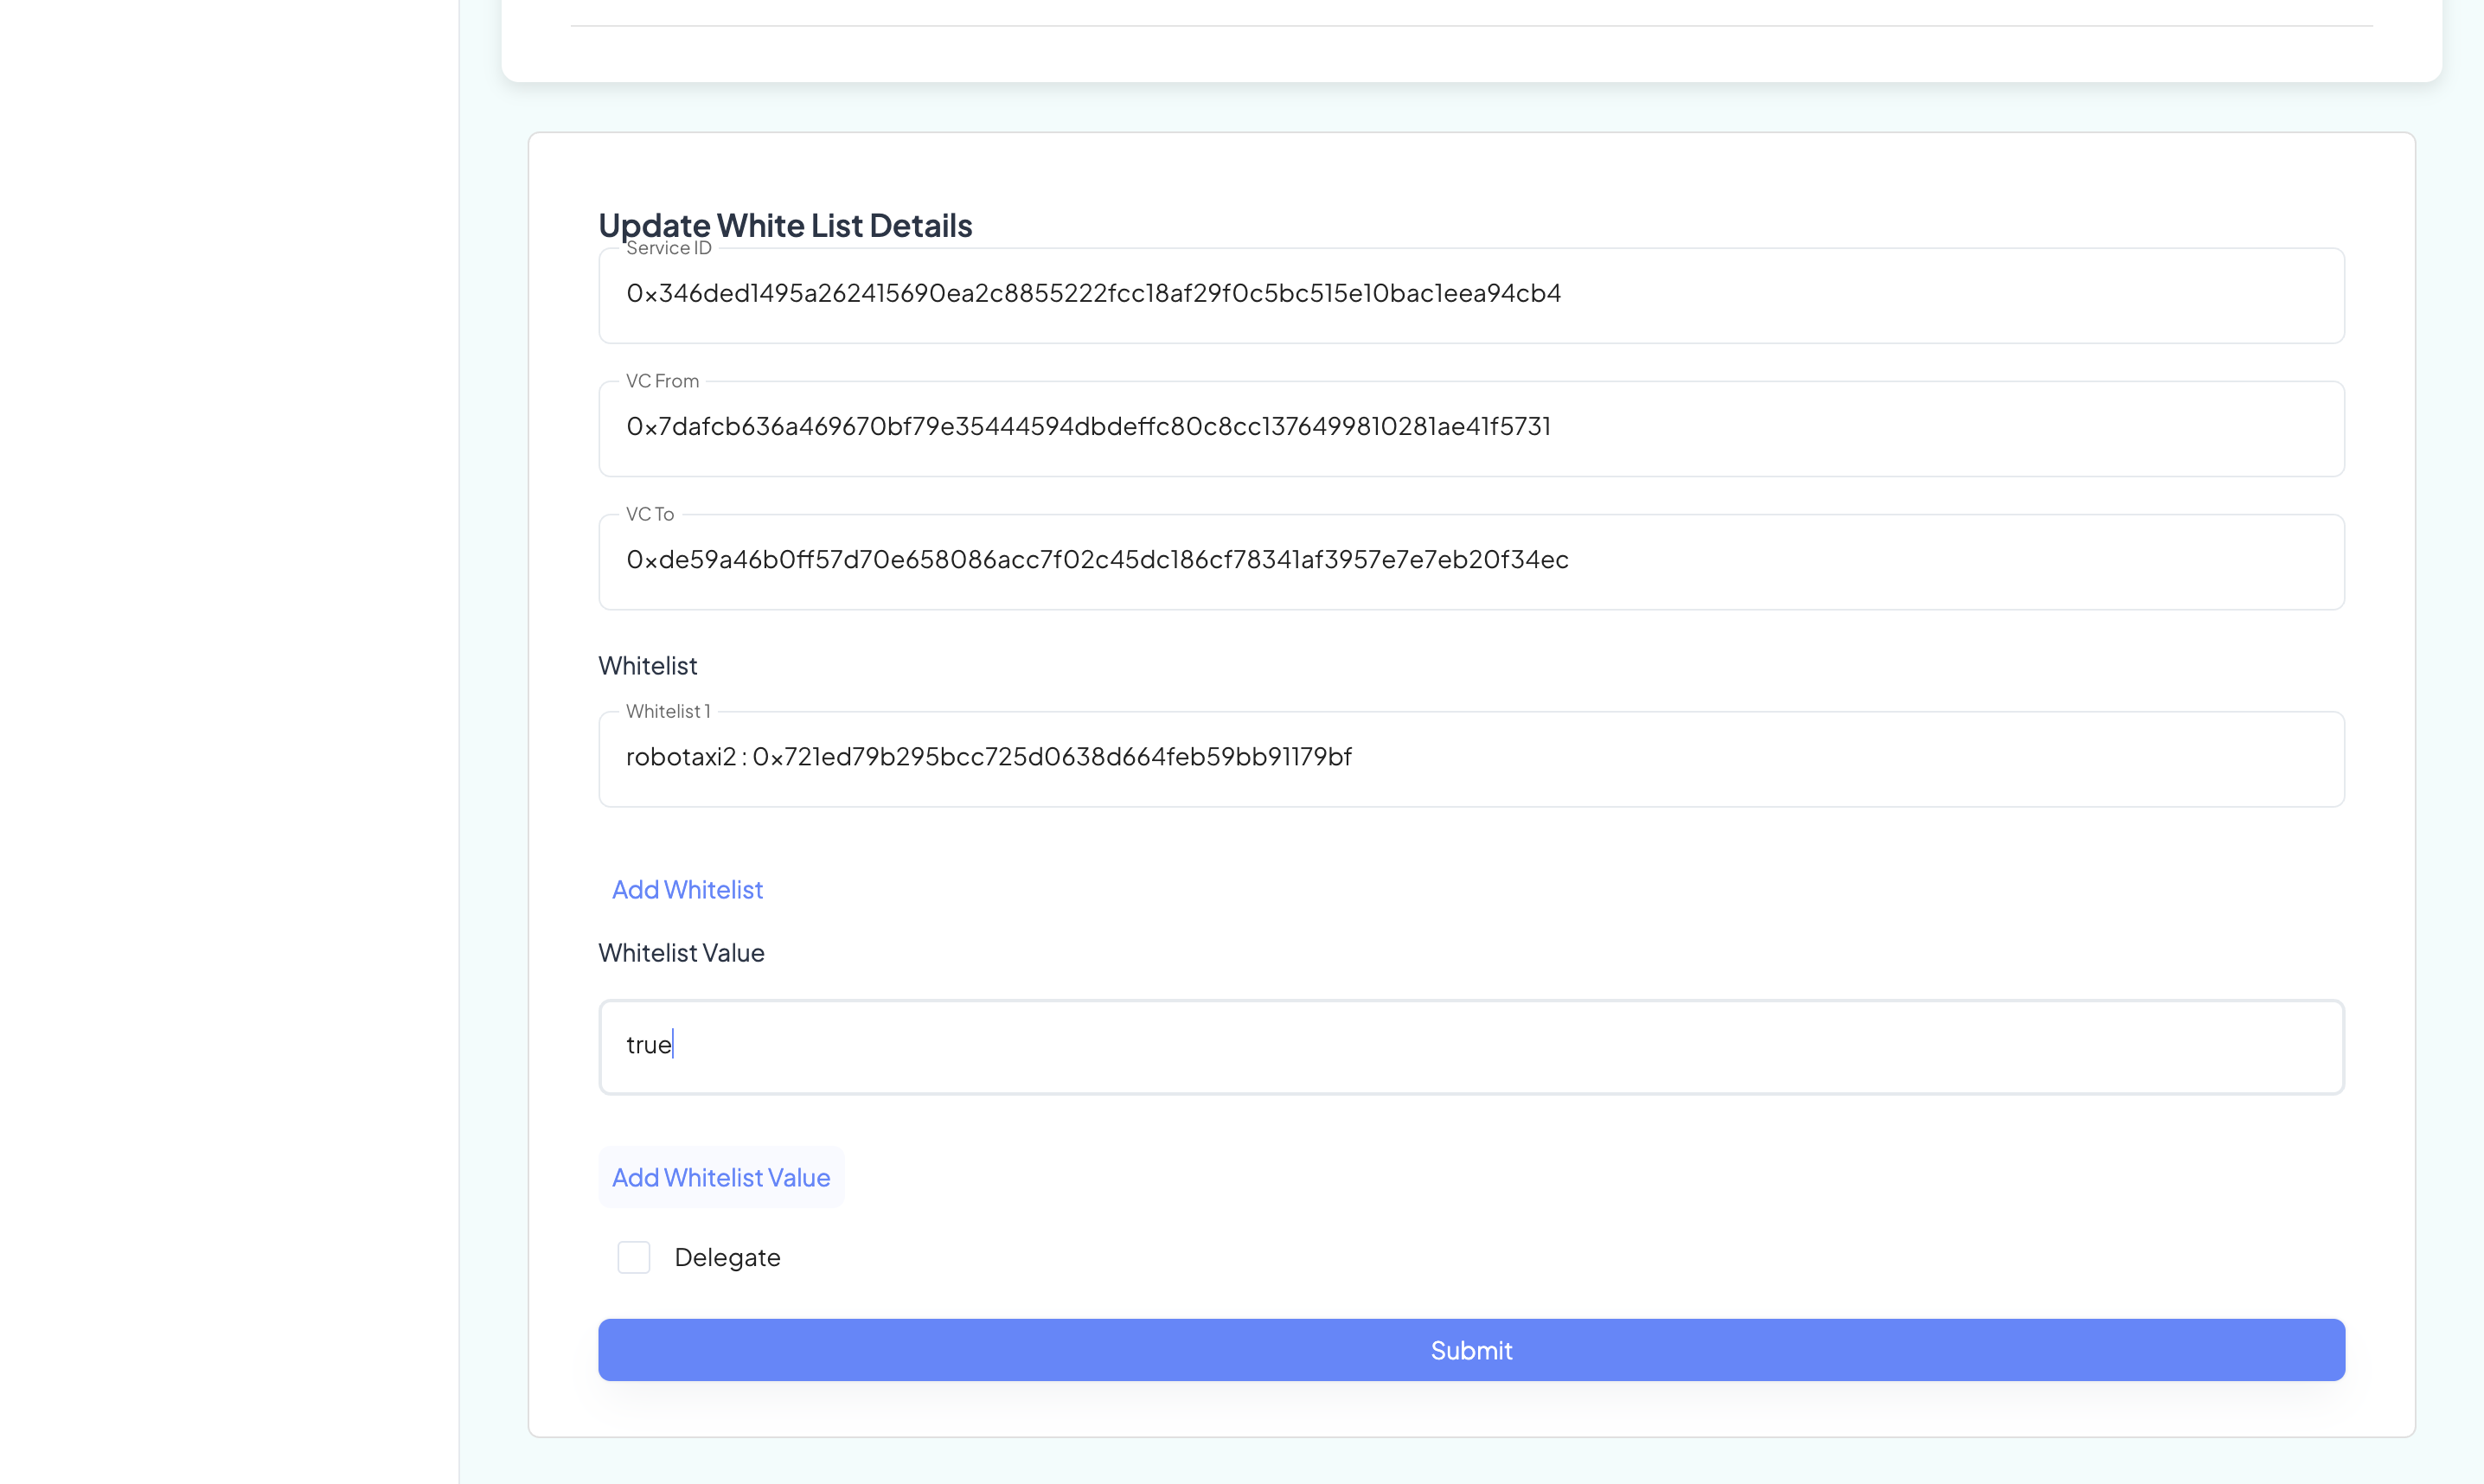 Update White List Details
Service ID
0x346ded1495a262415690ea2c8855222fcc18af29f0c5bc515e10bac1eea94cb4
VC From
0x7dafcb636a469670bf79e35444594dbdeffc80c8cc1376499810281ae41f5731
VC To
0xde59a46b0ff57d70e658086acc7f02c45dc186cf78341af3957e7e7eb20f34ec
Whitelist
Whitelist 1
robotaxi2 : 0x721ed79b295bcc725d0638d664feb59bb91179bf
Add Whitelist
Whitelist Value
true
Add Whitelist Value
Delegate
Submit